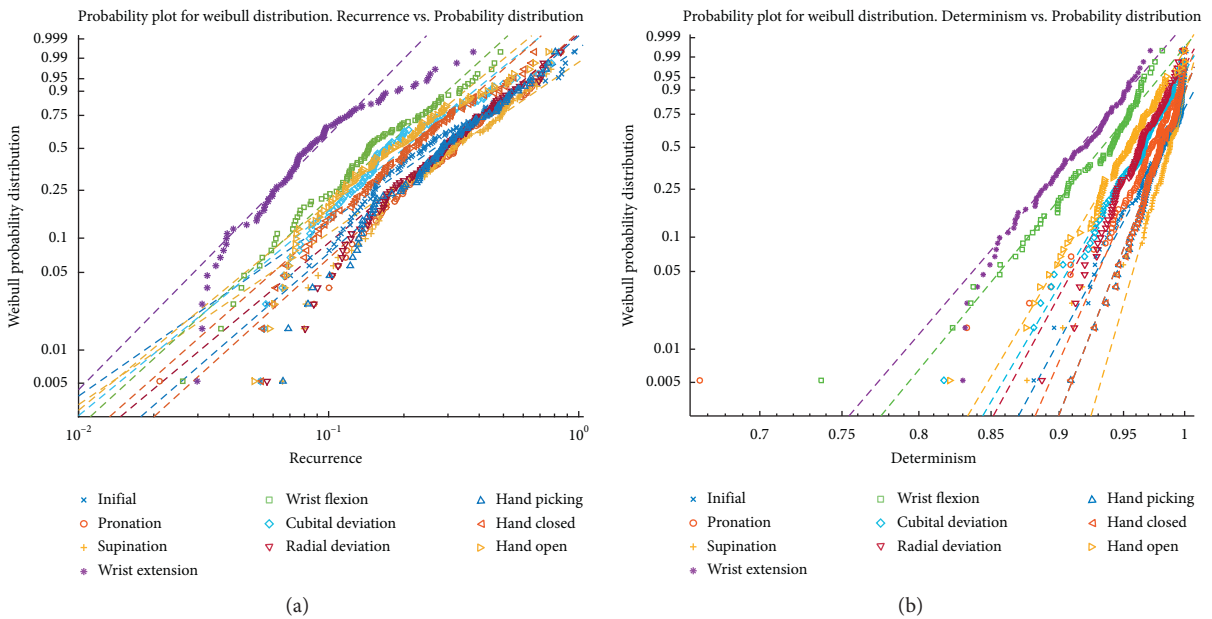 Probability plot for weibull distribution. Recurrence vs. Probability distribution
0.999
0.99
0.95
0.9
0.75
0.5
0.25
0.1
0.05
0.01
0.005
Weibull probability distribution
10⁻²
10⁻¹
10⁰
Recurrence
Inifial
Wrist flexion
Hand picking
Pronation
Cubital deviation
Hand closed
Supination
Radial deviation
Hand open
Wrist extension
(a)
Probability plot for weibull distribution. Determinism vs. Probability distribution
0.999
0.99
0.95
0.9
0.75
0.5
0.25
0.1
0.05
0.01
0.005
Weibull probability distribution
0.7
0.75
0.8
0.85
0.9
0.95
1
Determinism
Inifial
Wrist flexion
Hand picking
Pronation
Cubital deviation
Hand closed
Supination
Radial deviation
Hand open
Wrist extension
(b)